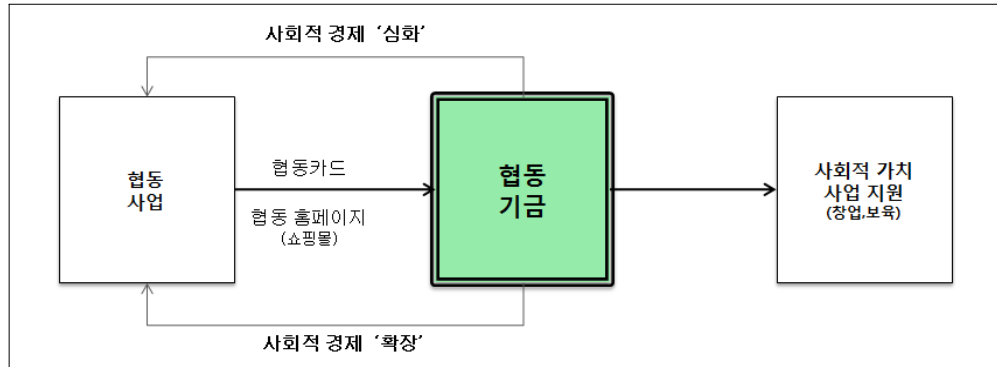 사회적 경제 ‘심화’
협동
사업
협동카드
협동 홈페이지
(쇼핑몰)
협동
기금
사회적 가치
사업 지원
(창업,보육)
사회적 경제 ‘확장’